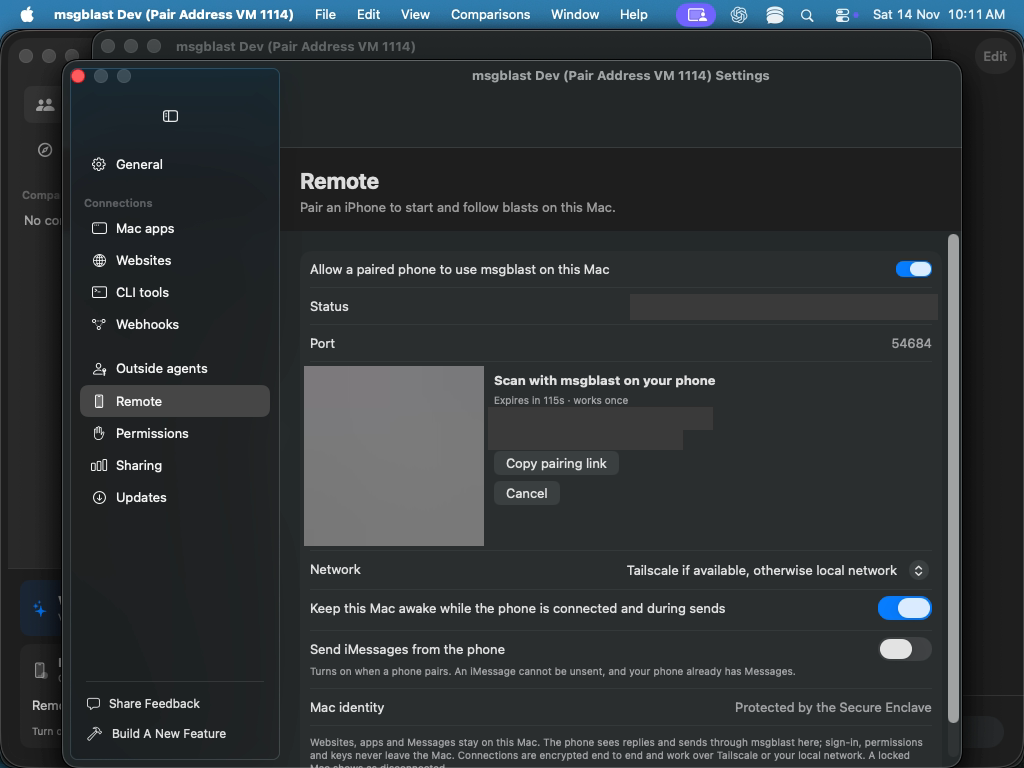 msgblast Dev (Pair Address VM 1114) File Edit View Comparisons Window Help Sat 14 Nov 10:11 AM
msgblast Dev (Pair Address VM 1114)
Edit
msgblast Dev (Pair Address VM 1114) Settings
General
Connections
Mac apps
Websites
CLI tools
Webhooks
Outside agents
Remote
Permissions
Sharing
Updates
Share Feedback
Build A New Feature
Remote
Pair an iPhone to start and follow blasts on this Mac.
Allow a paired phone to use msgblast on this Mac
Status
Port 54684
Scan with msgblast on your phone
Expires in 115s · works once
Copy pairing link
Cancel
Network Tailscale if available, otherwise local network
Keep this Mac awake while the phone is connected and during sends
Send iMessages from the phone
Turns on when a phone pairs. An iMessage cannot be unsent, and your phone already has Messages.
Mac identity Protected by the Secure Enclave
Websites, apps and Messages stay on this Mac. The phone sees replies and sends through msgblast here; sign-in, permissions
and keys never leave the Mac. Connections are encrypted end to end and work over Tailscale or your local network. A locked
No
Turn